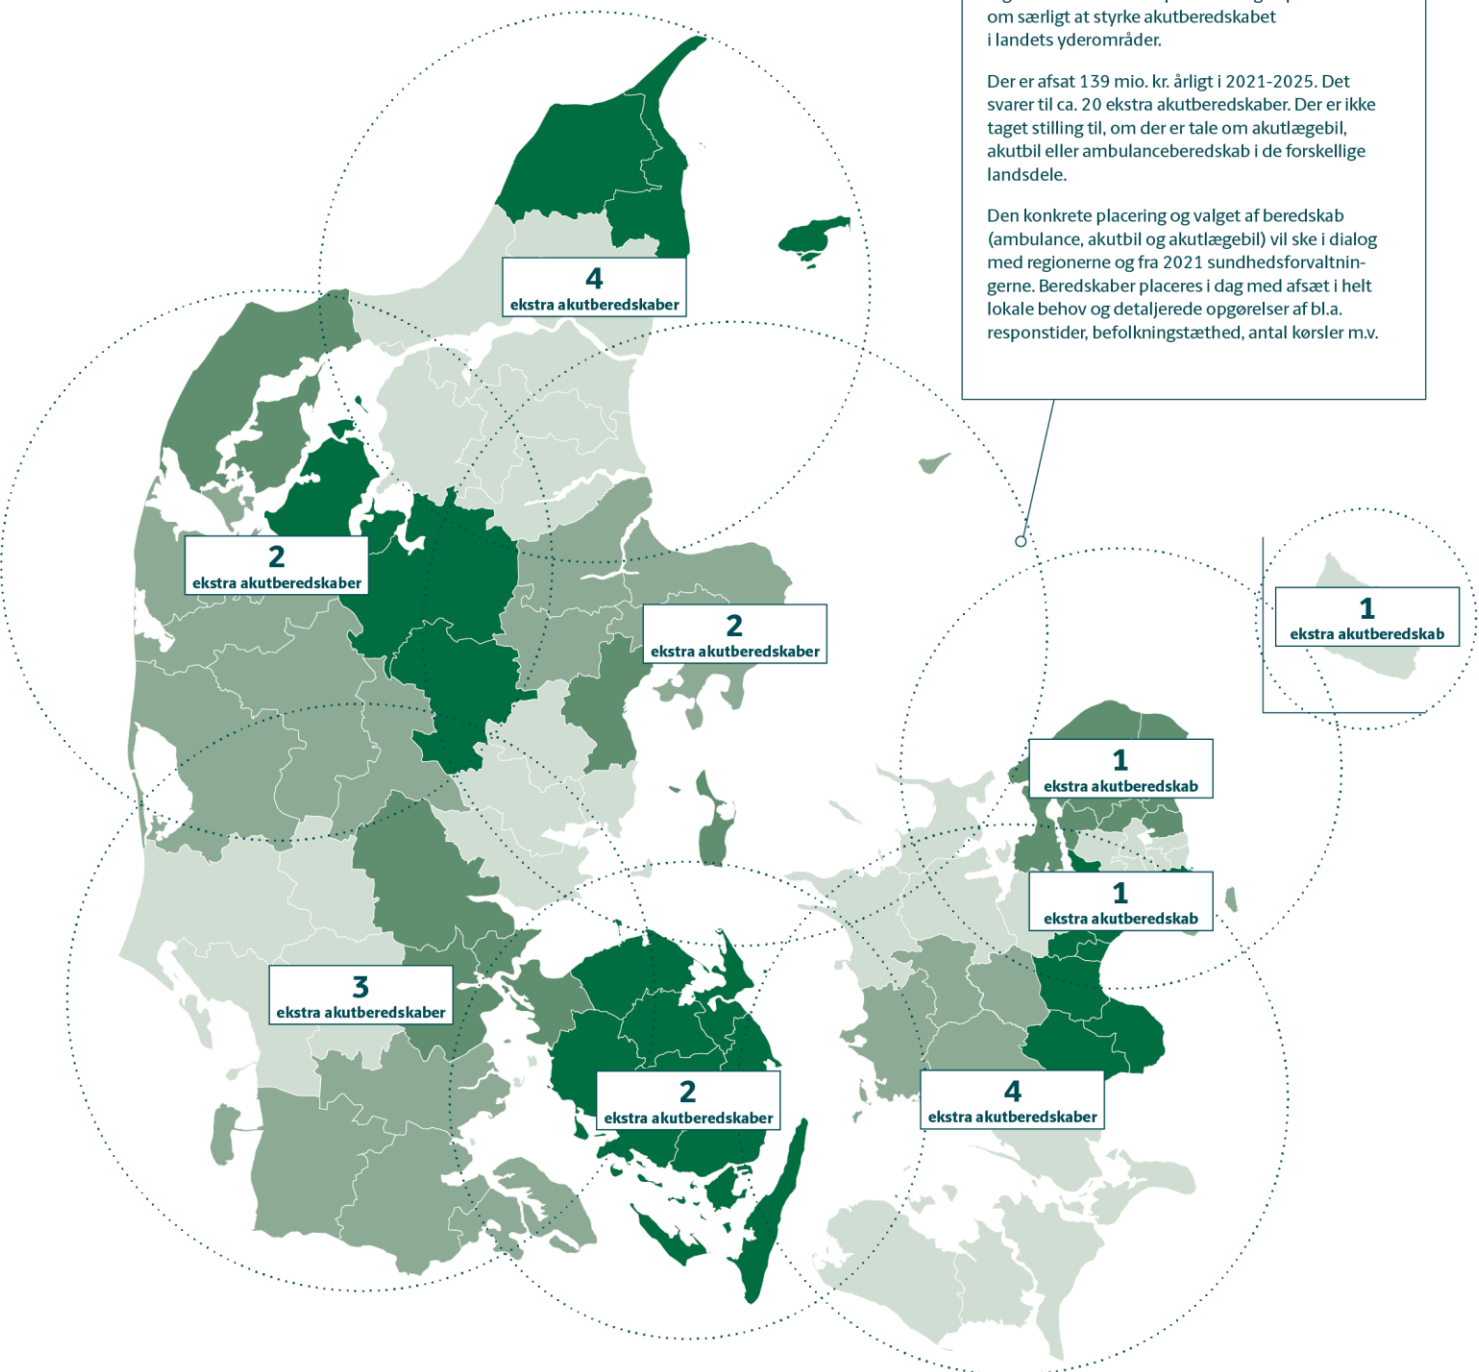 om særligt at styrke akutberedskabet
i landets yderområder.
Der er afsat 139 mio. kr. årligt i 2021-2025. Det
svarer til ca. 20 ekstra akutberedskaber. Der er ikke
taget stilling til, om der er tale om akutlægebil,
akutbil eller ambulanceberedskab i de forskellige
landsdele.
Den konkrete placering og valget af beredskab
(ambulance, akutbil og akutlægebil) vil ske i dialog
med regionerne og fra 2021 sundhedsforvaltnin-
gerne. Beredskaber placeres i dag med afsæt i helt
lokale behov og detaljerede opgørelser af bl.a.
responstider, befolkningstæthed, antal kørsler m.v.
4
ekstra akutberedskaber
2
ekstra akutberedskaber
2
ekstra akutberedskaber
1
ekstra akutberedskab
1
ekstra akutberedskab
1
ekstra akutberedskab
3
ekstra akutberedskaber
2
ekstra akutberedskaber
4
ekstra akutberedskaber